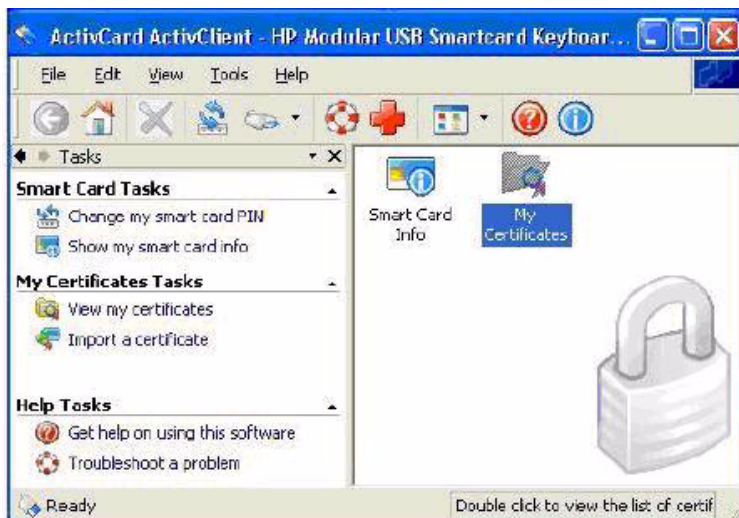 ActivCard ActivClient - HP Modular USB Smartcard Keyboar...
File Edit View Tools Help
Tasks
Smart Card Tasks
Change my smart card PIN
Show my smart card info
My Certificates Tasks
View my certificates
Import a certificate
Help Tasks
Get help on using this software
Troubleshoot a problem
Smart Card
Info
My
Certificates
Ready
Double click to view the list of certif